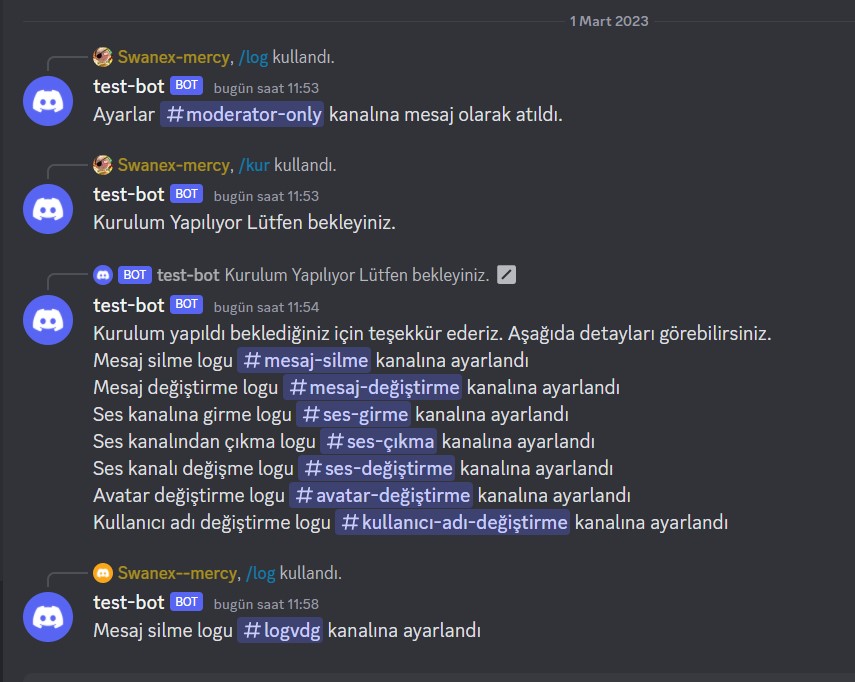 1 Mart 2023
Swanex-mercy, /log kullandı.
test-bot BOT bugün saat 11:53
Ayarlar #moderator-only kanalına mesaj olarak atıldı.
Swanex-mercy, /kur kullandı.
test-bot BOT bugün saat 11:53
Kurulum Yapılıyor Lütfen bekleyiniz.
BOT test-bot Kurulum Yapılıyor Lütfen bekleyiniz.
test-bot BOT bugün saat 11:54
Kurulum yapıldı beklediğiniz için teşekkür ederiz. Aşağıda detayları görebilirsiniz.
Mesaj silme logu #mesaj-silme kanalına ayarlandı
Mesaj değiştirme logu #mesaj-değiştirme kanalına ayarlandı
Ses kanalına girme logu #ses-girme kanalına ayarlandı
Ses kanalından çıkma logu #ses-çıkma kanalına ayarlandı
Ses kanalı değişme logu #ses-değiştirme kanalına ayarlandı
Avatar değiştirme logu #avatar-değiştirme kanalına ayarlandı
Kullanıcı adı değiştirme logu #kullanıcı-adı-değiştirme kanalına ayarlandı
Swanex--mercy, /log kullandı.
test-bot BOT bugün saat 11:58
Mesaj silme logu #logvdg kanalına ayarlandı